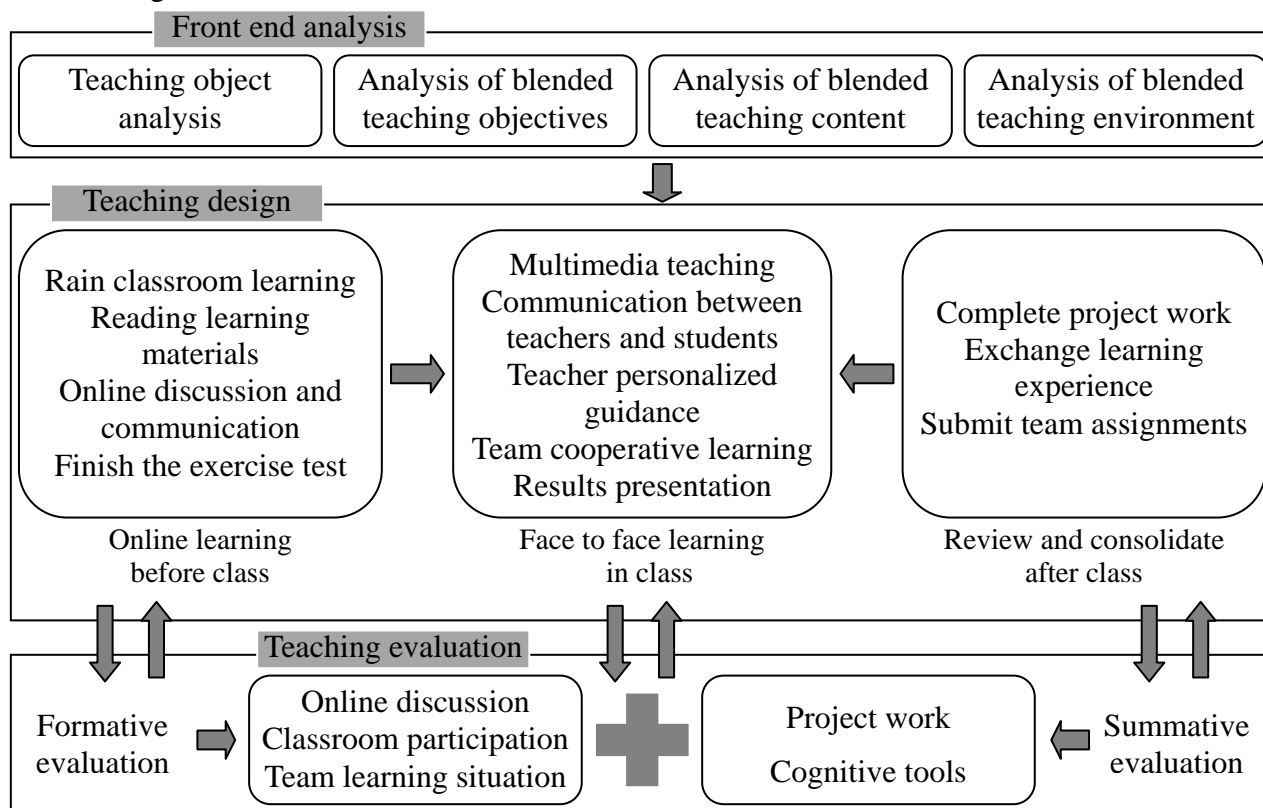 Front end analysis
Teaching object
analysis
Analysis of blended
teaching objectives
Analysis of blended
teaching content
Analysis of blended
teaching environment
Teaching design
Rain classroom learning
Reading learning
materials
Online discussion and
communication
Finish the exercise test
Multimedia teaching
Communication between
teachers and students
Teacher personalized
guidance
Team cooperative learning
Results presentation
Complete project work
Exchange learning
experience
Submit team assignments
Online learning
before class
Face to face learning
in class
Review and consolidate
after class
Teaching evaluation
Formative
evaluation
Online discussion
Classroom participation
Team learning situation
Project work
Cognitive tools
Summative
evaluation